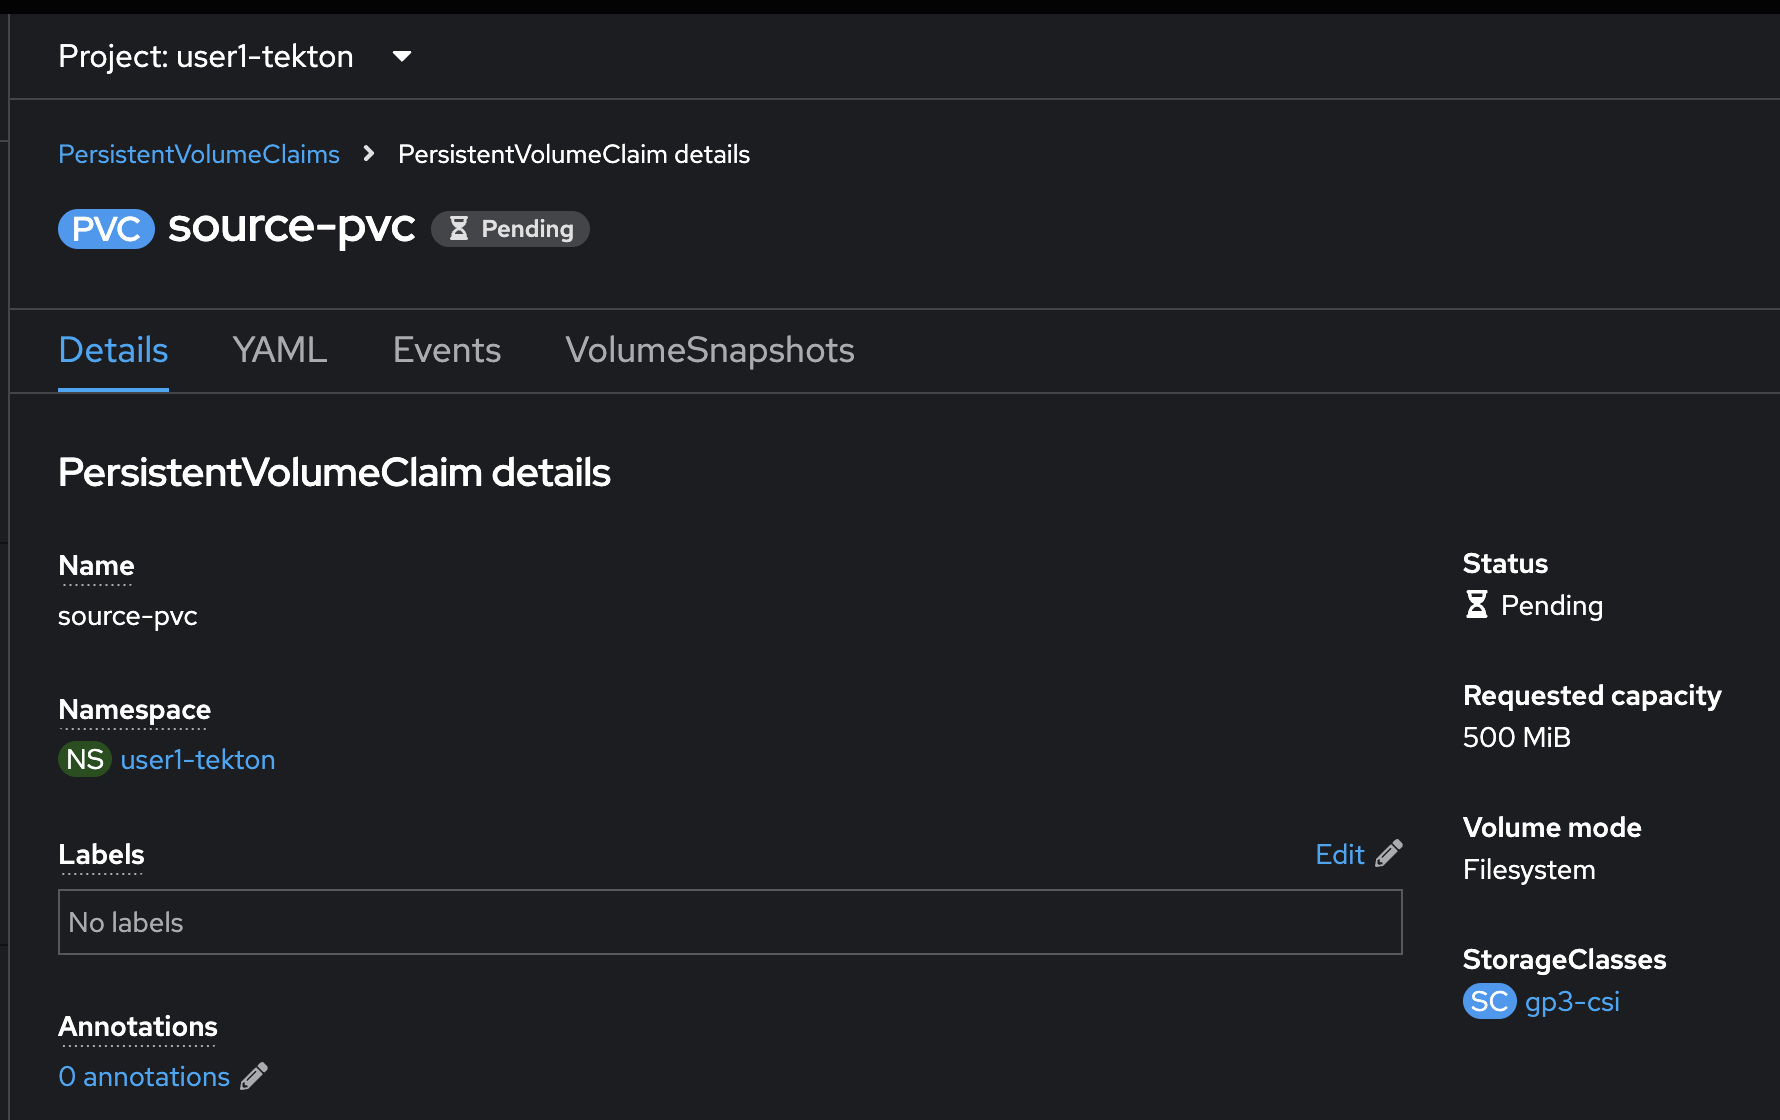 Project: user1-tekton
PersistentVolumeClaims > PersistentVolumeClaim details
PVC source-pvc Pending
Details YAML Events VolumeSnapshots
PersistentVolumeClaim details
Name
source-pvc
Namespace
NS user1-tekton
Labels Edit
No labels
Annotations
0 annotations
Status
Pending
Requested capacity
500 MiB
Volume mode
Filesystem
StorageClasses
SC gp3-csi